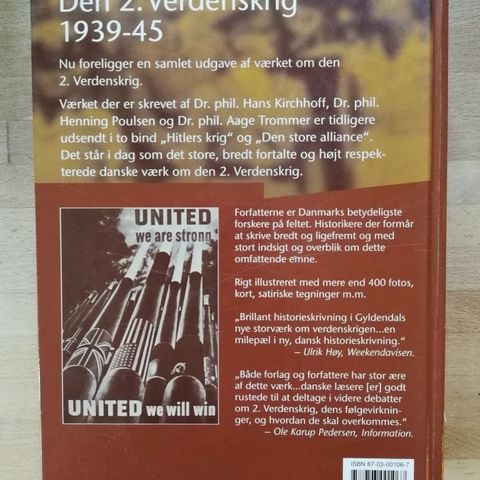 Den 2. Verdenskrig
1939-45
Nu foreligger en samlet udgave af værket om den
2. Verdenskrig.
Værket der er skrevet af Dr. phil. Hans Kirchhoff, Dr. phil.
Henning Poulsen og Dr. phil. Aage Trommer er tidligere
udsendt i to bind „Hitlers krig“ og „Den store alliance“.
Det står i dag som det store, bredt fortalte og højt respek-
terede danske værk om den 2. Verdenskrig.
UNITED
we are strong
UNITED we will win
Forfatterne er Danmarks betydeligste
forskere på feltet. Historikere der formår
at skrive bredt og ligefremt og med
stort indsigt og overblik om dette
omfattende emne.
Rigt illustreret med mere end 400 fotos,
kort, satiriske tegninger m.m.
„Brillant historieskrivning i Gyldendals
nye storværk om verdenskrigen...en
milepæl i ny, dansk historieskrivning.“
– Ulrik Høy, Weekendavisen.
„Både forlag og forfattere har stor ære
af dette værk...danske læsere [er] godt
rustede til at deltage i videre debatter
om 2. Verdenskrig, dens følgevirknin-
ger, og hvordan de skal overkommes.“
– Ole Karup Pedersen, Information.
ISBN 87-03-00106-7